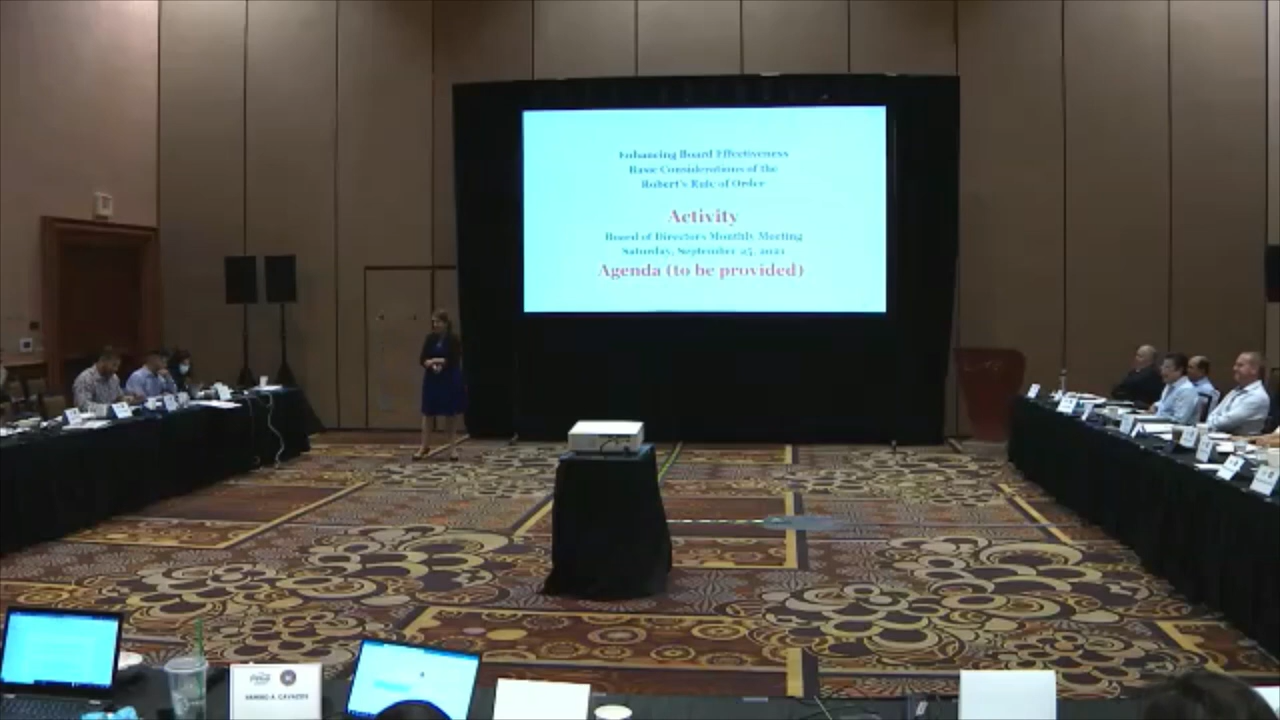 Enhancing Board Effectiveness
Basic Considerations of the
Robert's Rule of Order
Activity
Board of Directors Monthly Meeting
Saturday, September 25, 2021
Agenda (to be provided)